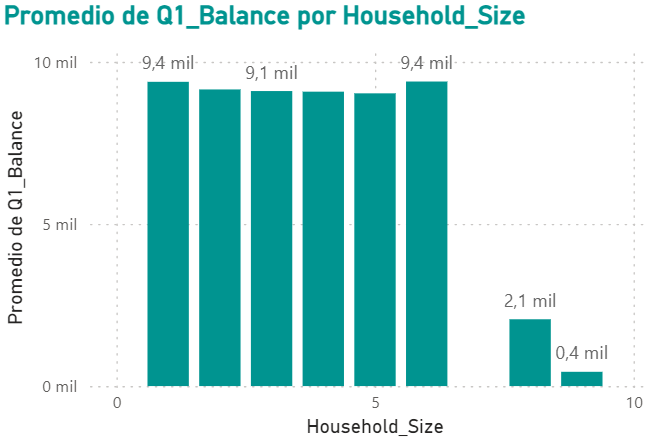 Promedio de Q1_Balance por Household_Size
Promedio de Q1_Balance
10 mil
5 mil
0 mil
9,4 mil
9,1 mil
9,4 mil
2,1 mil
0,4 mil
0
5
10
Household_Size